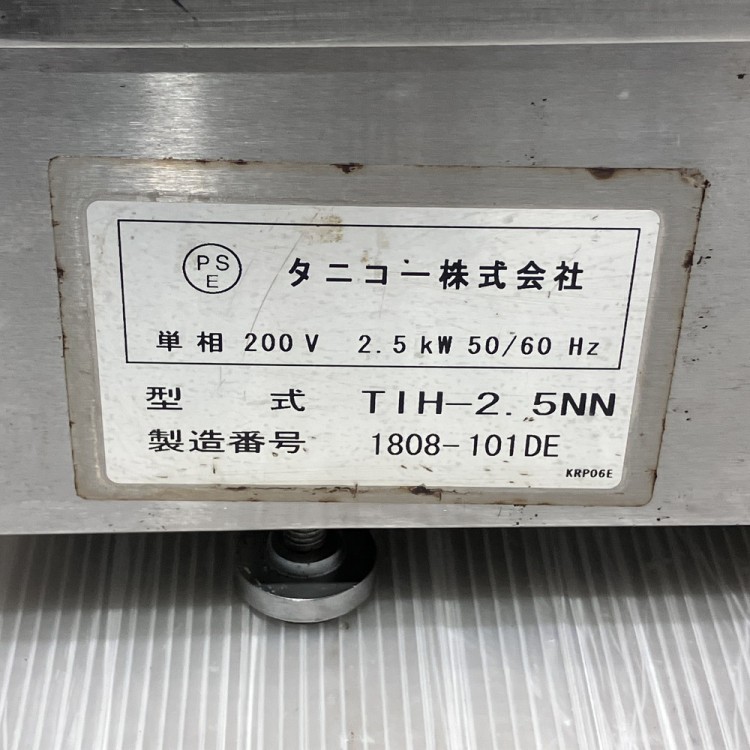 PSE タニコー株式会社
単相 200V 2.5kW 50/60 Hz
型 式 TIH-2.5NN
製造番号 1808-101DE
KRP06E